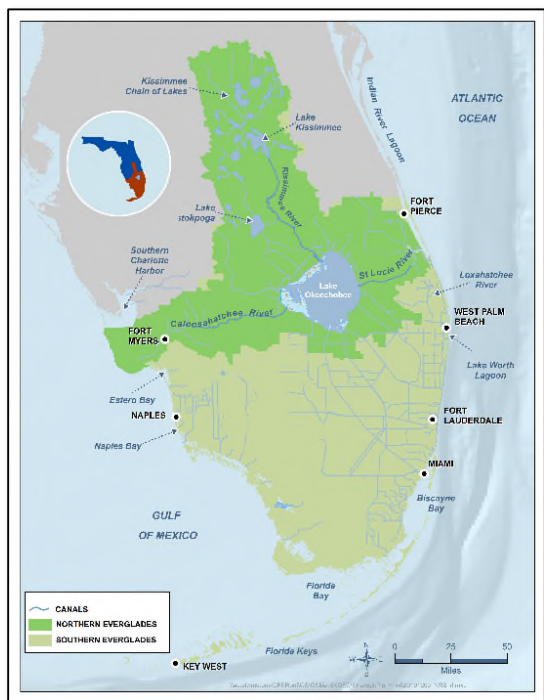 Kissimmee
Chain of Lakes
Lake
Kissimmee
Indian River Lagoon
ATLANTIC
OCEAN
Kissimmee River
Lake
Istokpoga
FORT
PIERCE
Southern
Charlotte
Harbor
St Lucie River
Loxahatchee
River
Lake
Okeechobee
WEST PALM
BEACH
Caloosahatchee River
FORT
MYERS
Lake Worth
Lagoon
Estero Bay
NAPLES
FORT
LAUDERDALE
Naples Bay
MIAMI
Biscayne
Bay
GULF
OF MEXICO
Florida
Bay
CANALS
NORTHERN EVERGLADES
SOUTHERN EVERGLADES
Florida Keys
KEY WEST
0 25 50
Miles